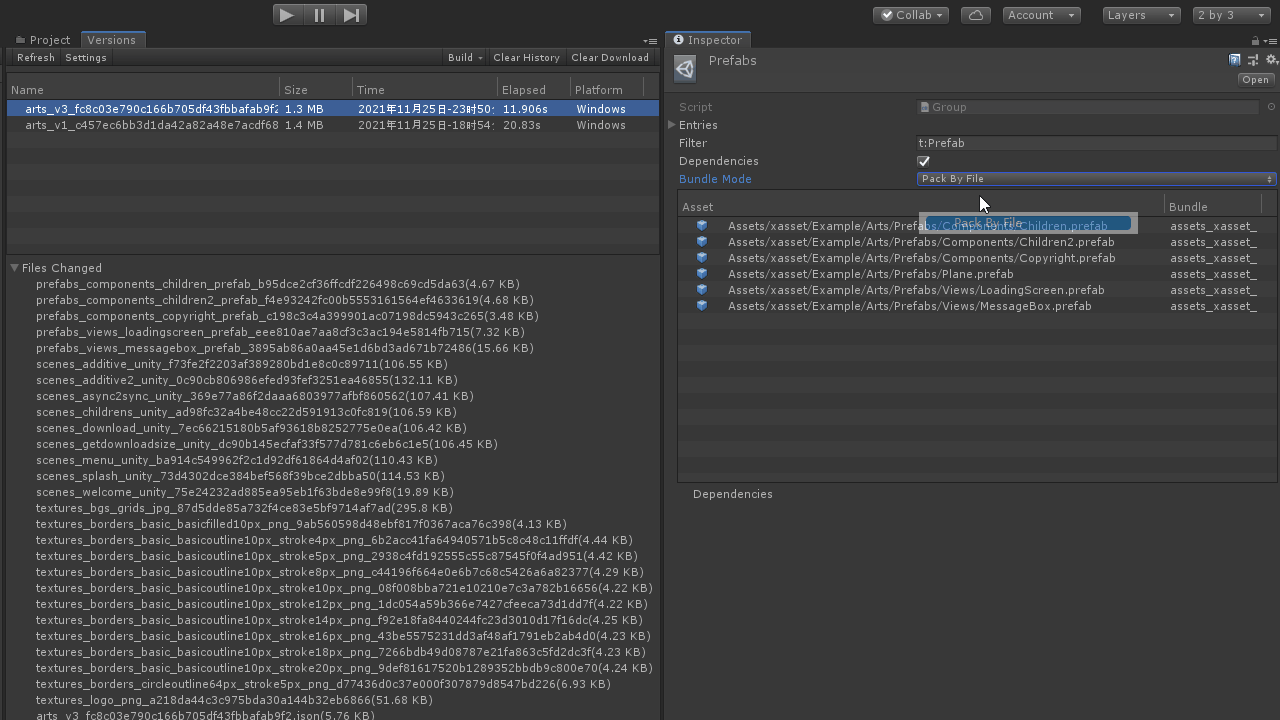 Collab
Account
Layers
2 by 3
Project
Versions
Inspector
Refresh Settings
Build
Clear History
Clear Download
Name
Size
Time
Elapsed
Platform
arts_v3_fc8c03e790c166b705df43fbbafab9f2 1.3 MB 2021年11月25日-23时50 11.906s Windows
arts_v1_c457ec6bb3d1da42a82a48e7acdf68 1.4 MB 2021年11月25日-18时54 20.83s Windows
Files Changed
prefabs_components_children_prefab_b95dce2cf36ffcdf226498c69cd5da63(4.67 KB)
prefabs_components_children2_prefab_f4e93242fc00b5553161564ef4633619(4.68 KB)
prefabs_components_copyright_prefab_c198c3c4a399901ac07198dc5943c265(3.48 KB)
prefabs_views_loadingscreen_prefab_eee810ae7aa8cf3c3ac194e5814fb715(7.32 KB)
prefabs_views_messagebox_prefab_3895ab86a0aa45e1d6bd3ad671b72486(15.66 KB)
scenes_additive_unity_f73fe2f2203af389280bd1e8c0c89711(106.55 KB)
scenes_additive2_unity_0c90cb806986efed93fef3251ea46855(132.11 KB)
scenes_async2sync_unity_369e77a86f2daaa6803977afbf860562(107.41 KB)
scenes_childrens_unity_ad98fc32a4be48cc22d591913c0fc819(106.59 KB)
scenes_download_unity_7ec66215180b5af93618b8252775e0ea(106.42 KB)
scenes_getdownloadsize_unity_dc90b145ecfaf33f577d781c6eb6c1e5(106.45 KB)
scenes_menu_unity_ba914c549962f2c1d92df61864d4af02(110.43 KB)
scenes_splash_unity_73d4302dce384bef568f39bce2dbba50(114.53 KB)
scenes_welcome_unity_75e24232ad885ea95eb1f63bde8e99f8(19.89 KB)
textures_bgs_grids_jpg_87d5dde85a732f4ce83e5bf9714af7ad(295.8 KB)
textures_borders_basic_basicfilled10px_png_9ab560598d48ebf817f0367aca76c398(4.13 KB)
textures_borders_basic_basicoutline10px_stroke4px_png_6b2acc41fa64940571b5c8c48c11ffdf(4.44 KB)
textures_borders_basic_basicoutline10px_stroke5px_png_2938c4fd192555c55c87545f0f4ad951(4.42 KB)
textures_borders_basic_basicoutline10px_stroke8px_png_c44196f664e0e6b7c68c5426a6a82377(4.29 KB)
textures_borders_basic_basicoutline10px_stroke10px_png_08f008bba721e10210e7c3a782b16656(4.22 KB)
textures_borders_basic_basicoutline10px_stroke12px_png_1dc054a59b366e7427cfeeca73d1dd7f(4.22 KB)
textures_borders_basic_basicoutline10px_stroke14px_png_f92e18fa8440244fc23d3010d17f16dc(4.25 KB)
textures_borders_basic_basicoutline10px_stroke16px_png_43be5575231dd3af48af1791eb2ab4d0(4.23 KB)
textures_borders_basic_basicoutline10px_stroke18px_png_7266bdb49d08787e21fa863c5fd2dc3f(4.23 KB)
textures_borders_basic_basicoutline10px_stroke20px_png_9def81617520b1289352bbdb9c800e70(4.24 KB)
textures_borders_circleoutline64px_stroke5px_png_d77436d0c37e000f307879d8547bd226(6.93 KB)
textures_logo_png_a218da44c3c975bda30a144b32eb6866(51.68 KB)
arts_v3_fc8c03e790c166b705df43fbbafab9f2.json(5.76 KB)
Prefabs
Open
Script Group
Entries
Filter t:Prefab
Dependencies
Bundle Mode Pack By File
Asset Bundle
Pack By File
Assets/xasset/Example/Arts/Prefabs/Components/Children.prefab assets_xasset_
Assets/xasset/Example/Arts/Prefabs/Components/Children2.prefab assets_xasset_
Assets/xasset/Example/Arts/Prefabs/Components/Copyright.prefab assets_xasset_
Assets/xasset/Example/Arts/Prefabs/Plane.prefab assets_xasset_
Assets/xasset/Example/Arts/Prefabs/Views/LoadingScreen.prefab assets_xasset_
Assets/xasset/Example/Arts/Prefabs/Views/MessageBox.prefab assets_xasset_
Dependencies